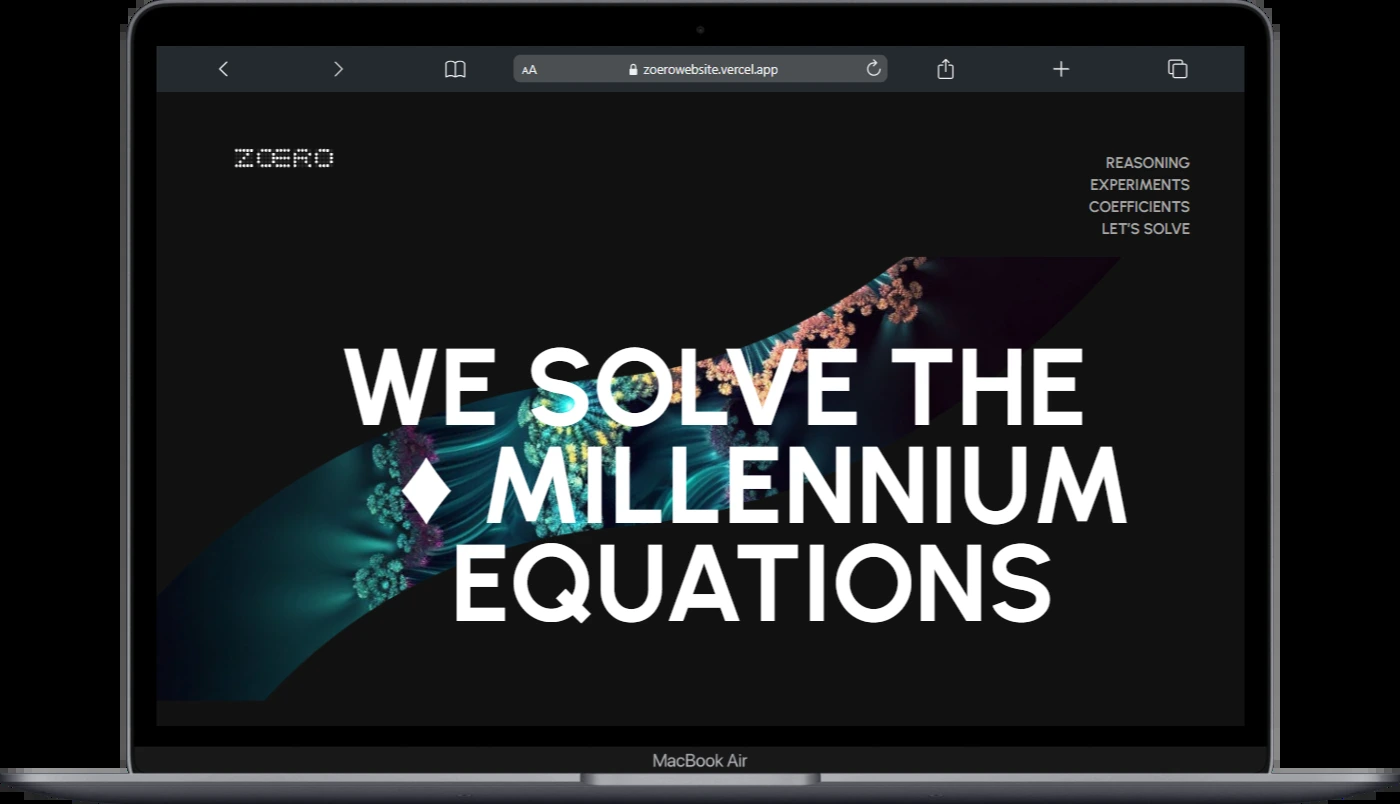 AA zoerowebsite.vercel.app
ZOERO
REASONING
EXPERIMENTS
COEFFICIENTS
LET'S SOLVE
WE SOLVE THE
♦ MILLENNIUM
EQUATIONS
MacBook Air